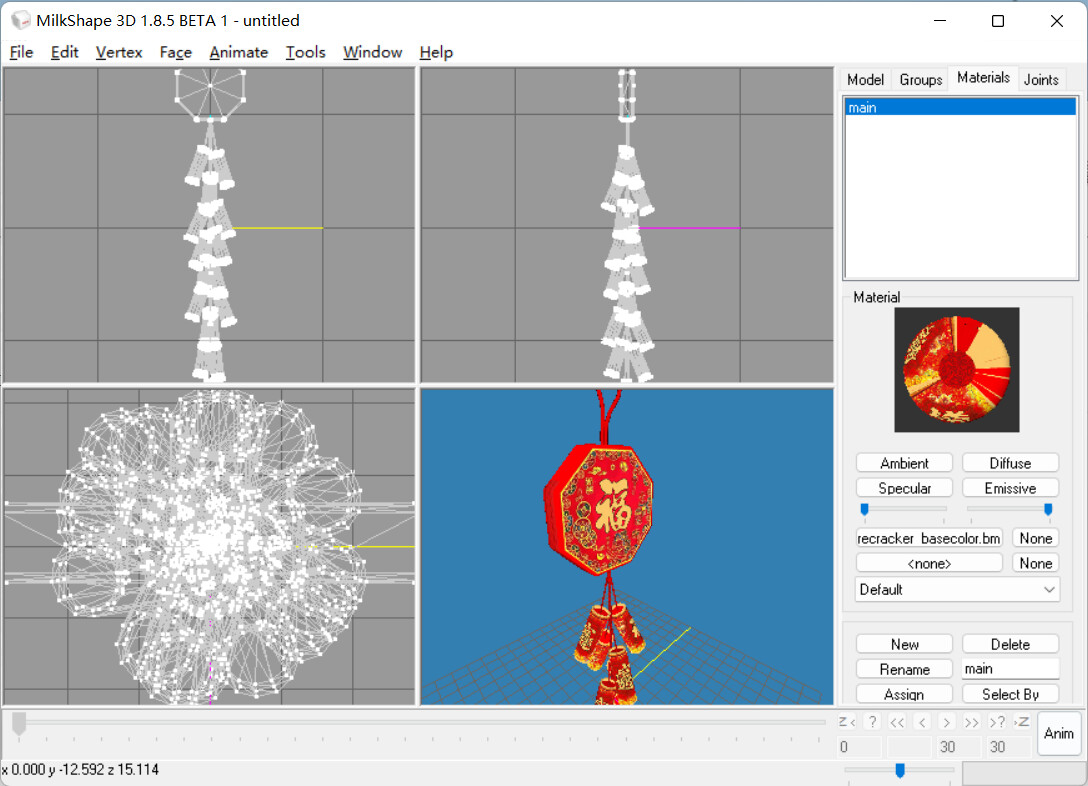 MilkShape 3D 1.8.5 BETA 1 - untitled
File Edit Vertex Face Animate Tools Window Help
Model Groups Materials Joints
main
Material
福
Ambient Diffuse
Specular Emissive
recracker_basecolor.bm None
<none> None
Default
New Delete
Rename main
Assign Select By
Z< ? << < > >> >? >Z
Anim
0 30 30
x 0.000 y -12.592 z 15.114